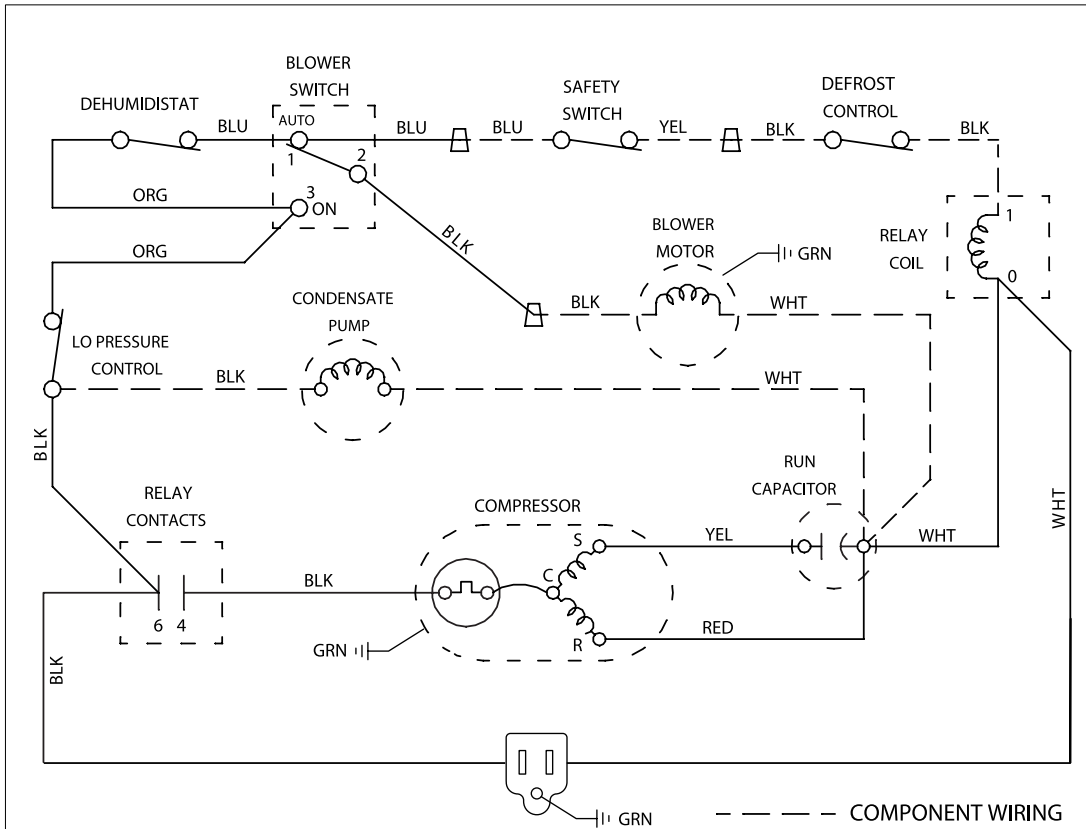 BLOWER
SWITCH
DEHUMIDISTAT
SAFETY
SWITCH
DEFROST
CONTROL
AUTO
BLU
BLU
BLU
YEL
BLK
BLK
1
2
3
ON
ORG
ORG
BLK
BLOWER
MOTOR
GRN
RELAY
COIL
1
0
BLK
WHT
CONDENSATE
PUMP
LO PRESSURE
CONTROL
BLK
WHT
BLK
RELAY
CONTACTS
COMPRESSOR
RUN
CAPACITOR
WHT
S
YEL
WHT
C
BLK
6 4
R
RED
GRN
BLK
GRN
COMPONENT WIRING